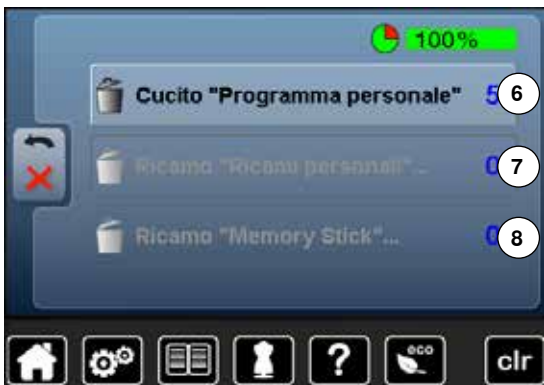 100%
Cucito "Programma personale" 5 6
Ricamo "Ricami personali"... 0 7
Ricamo "Memory Stick"... 0 8
? eco clr